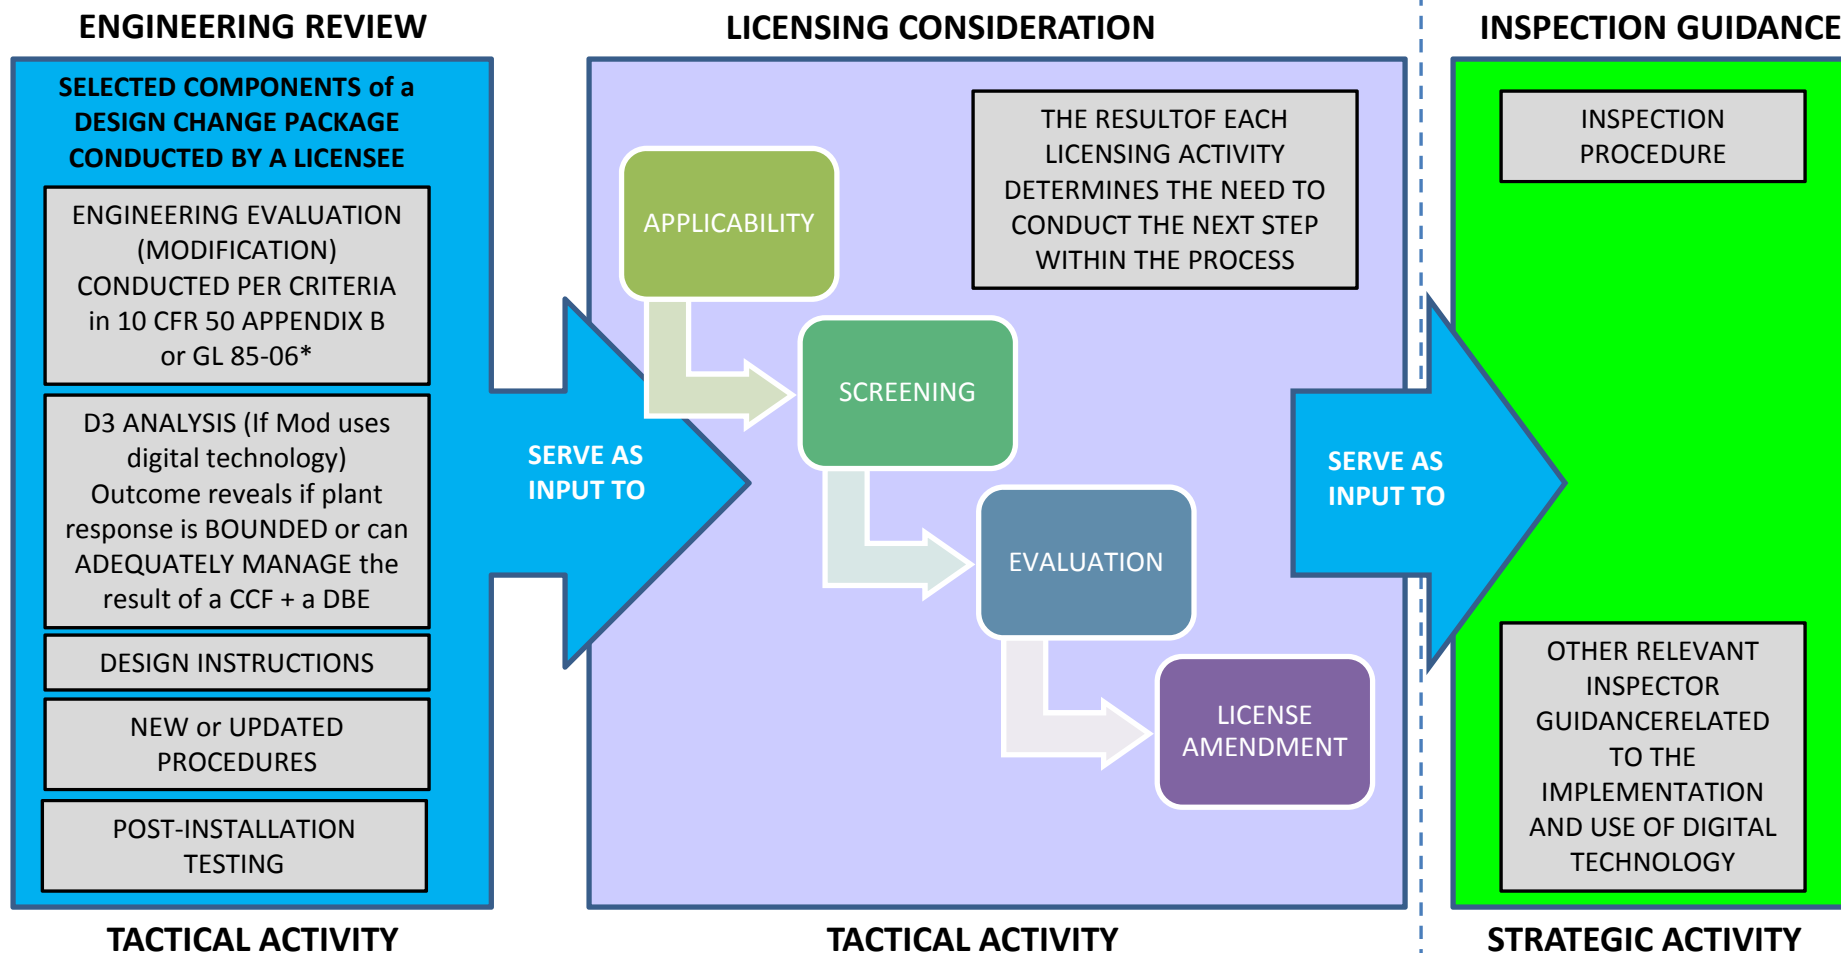 ENGINEERING REVIEW
SELECTED COMPONENTS of a
DESIGN CHANGE PACKAGE
CONDUCTED BY A LICENSEE
ENGINEERING EVALUATION
(MODIFICATION)
CONDUCTED PER CRITERIA
in 10 CFR 50 APPENDIX B
or GL 85-06*
D3 ANALYSIS (If Mod uses
digital technology)
Outcome reveals if plant
response is BOUNDED or can
ADEQUATELY MANAGE the
result of a CCF + a DBE
DESIGN INSTRUCTIONS
NEW or UPDATED
PROCEDURES
POST-INSTALLATION
TESTING
TACTICAL ACTIVITY
SERVE AS
INPUT TO
LICENSING CONSIDERATION
THE RESULTOF EACH
LICENSING ACTIVITY
DETERMINES THE NEED TO
CONDUCT THE NEXT STEP
WITHIN THE PROCESS
APPLICABILITY
SCREENING
EVALUATION
LICENSE
AMENDMENT
TACTICAL ACTIVITY
SERVE AS
INPUT TO
INSPECTION GUIDANCE
INSPECTION
PROCEDURE
OTHER RELEVANT
INSPECTOR
GUIDANCERELATED
TO THE
IMPLEMENTATION
AND USE OF DIGITAL
TECHNOLOGY
STRATEGIC ACTIVITY